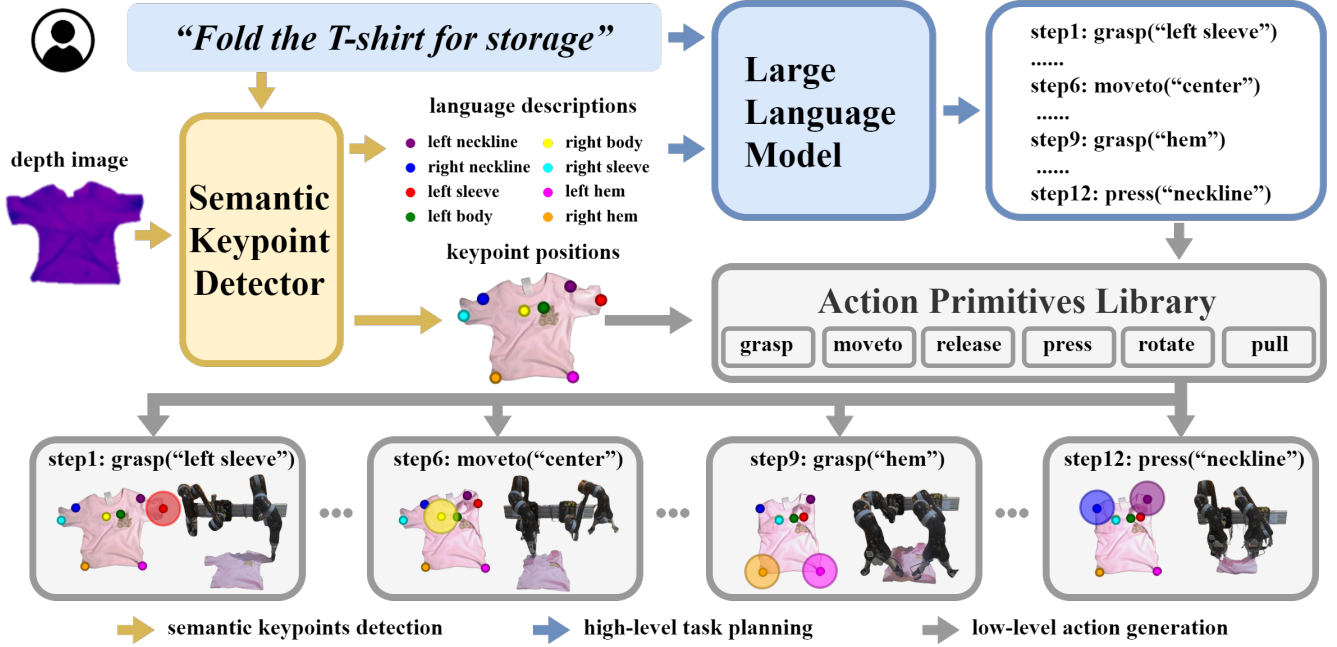 “Fold the T-shirt for storage”
depth image
Semantic
Keypoint
Detector
language descriptions
left neckline
right neckline
left sleeve
left body
right body
right sleeve
left hem
right hem
keypoint positions
Large
Language
Model
step1: grasp(“left sleeve”)
......
step6: moveto(“center”)
......
step9: grasp(“hem”)
......
step12: press(“neckline”)
Action Primitives Library
grasp
moveto
release
press
rotate
pull
step1: grasp(“left sleeve”)
step6: moveto(“center”)
step9: grasp(“hem”)
step12: press(“neckline”)
semantic keypoints detection
high-level task planning
low-level action generation